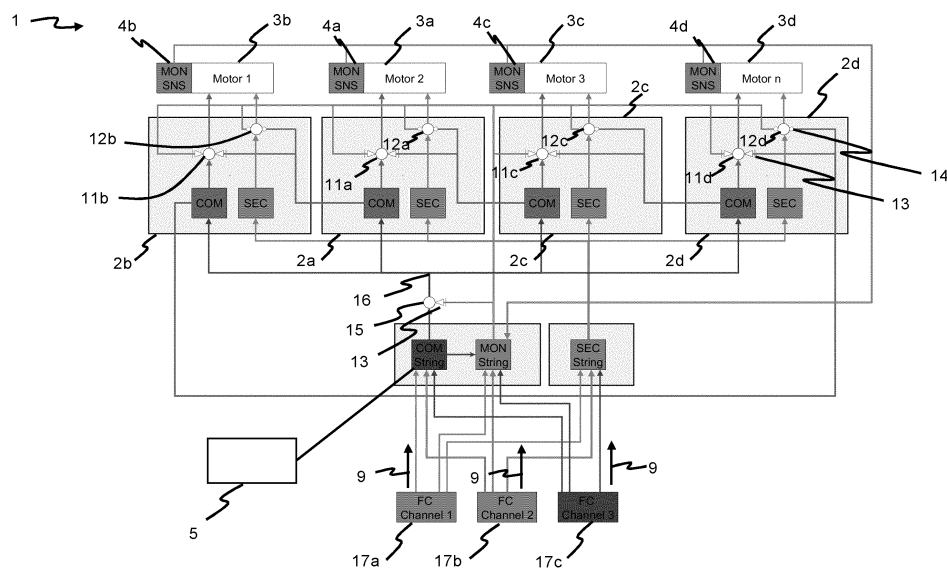 1
4b 3b 4a 3a 4c 3c 4d 3d
MON SNS Motor 1 MON SNS Motor 2 MON SNS Motor 3 MON SNS Motor n
2c 2d
12b 12a 12c 12d
11b 11a 11c 11d 14
13
COM SEC COM SEC COM SEC COM SEC
2b 2a 2c 2d
16
15
13
COM String MON String SEC String
9 9 9
5
FC Channel 1 FC Channel 2 FC Channel 3
17a 17b 17c